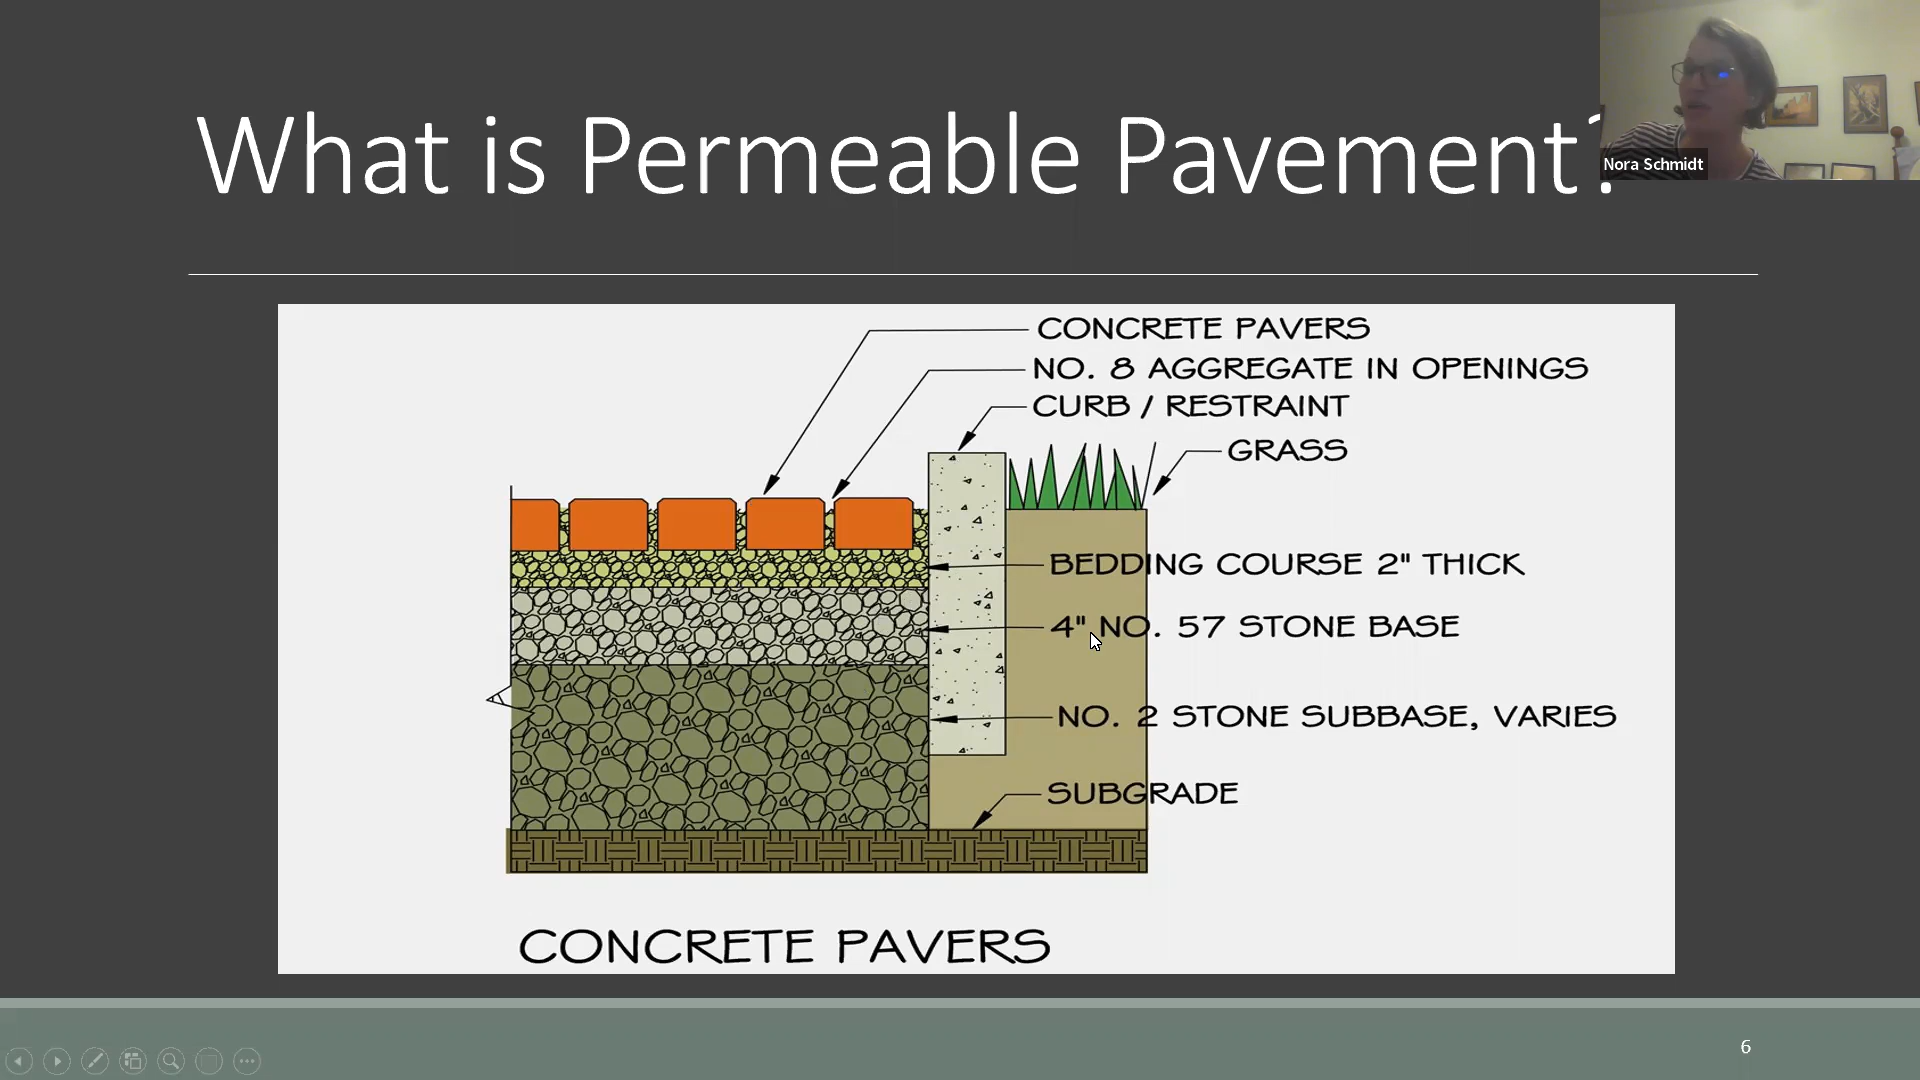 What is Permeable Pavement?
Nora Schmidt
CONCRETE PAVERS
NO. 8 AGGREGATE IN OPENINGS
CURB / RESTRAINT
GRASS
BEDDING COURSE 2" THICK
4" NO. 57 STONE BASE
NO. 2 STONE SUBBASE, VARIES
SUBGRADE
CONCRETE PAVERS
6